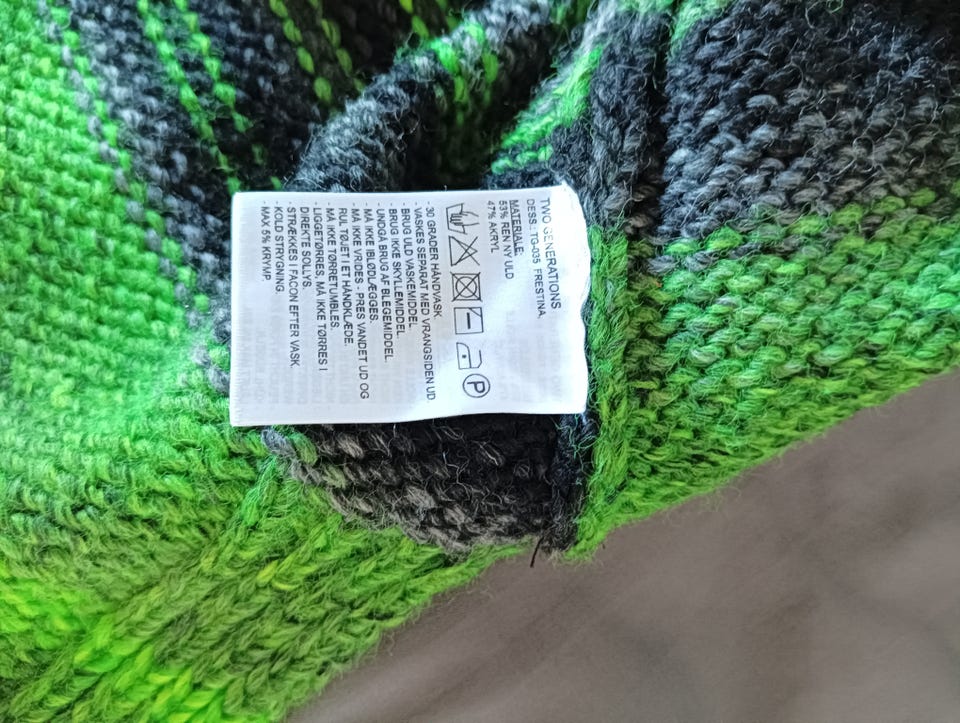 TWO GENERATIONS
DESS: TG-035 FRESTINA.
MATERIALE:
53% REN NY ULD
47% AKRYL
P
- 30 GRADER HÅNDVASK.
- VASKES SEPARAT MED VRANGSIDEN UD.
- BRUG ULD VASKEMIDDEL.
- BRUG IKKE SKYLLEMIDDEL.
- UNDGÅ BRUG AF BLEGEMIDDEL.
- MÅ IKKE IBLØDLÆGGES.
- MÅ IKKE VRIDES - PRES VANDET UD OG
RUL TØJET I ET HÅNDKLÆDE.
- MÅ IKKE TØRRETUMBLES.
- LIGGETØRRES, MÅ IKKE TØRRES I
DIREKTE SOLLYS.
- STRÆKKES I FACON EFTER VASK.
- KOLD STRYGNING.
- MAX 5% KRYMP.